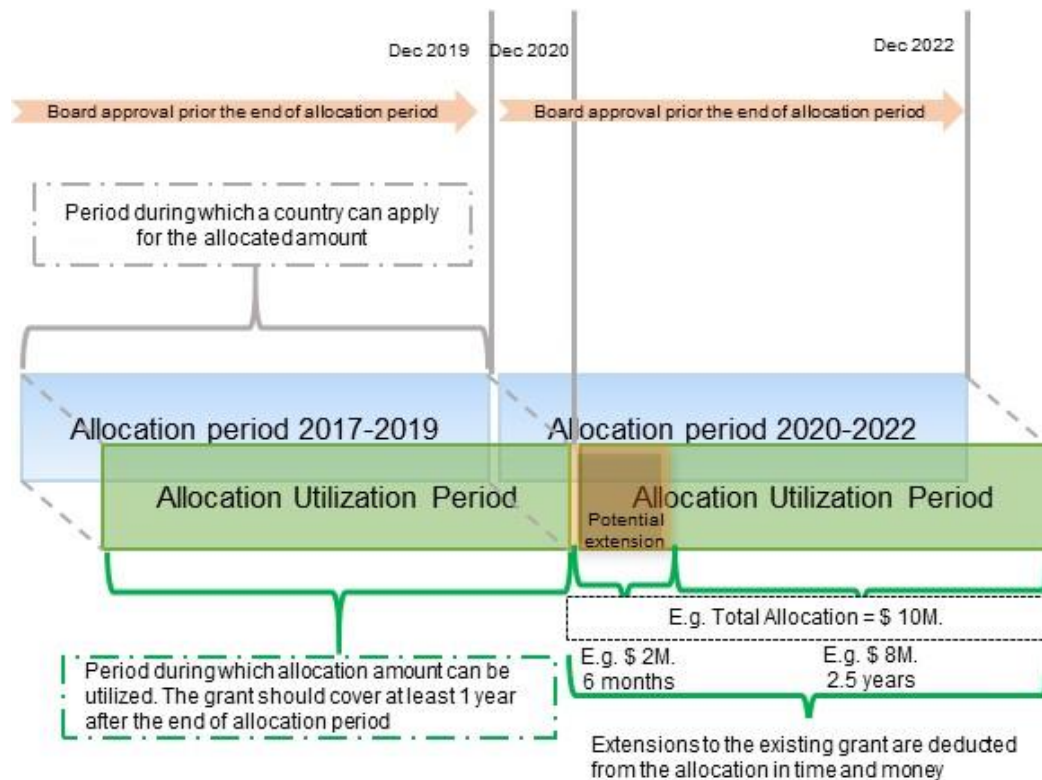 Dec 2019
Dec 2020
Dec 2022
Board approval prior the end of allocation period
Board approval prior the end of allocation period
Period during which a country can apply
for the allocated amount
Allocation period 2017-2019
Allocation period 2020-2022
Allocation Utilization Period
Allocation Utilization Period
Potential
extension
E.g. Total Allocation = $ 10M.
Period during which allocation amount can be
utilized. The grant should cover at least 1 year
after the end of allocation period
E.g. $ 2M.
6 months
E.g. $ 8M.
2.5 years
Extensions to the existing grant are deducted
from the allocation in time and money